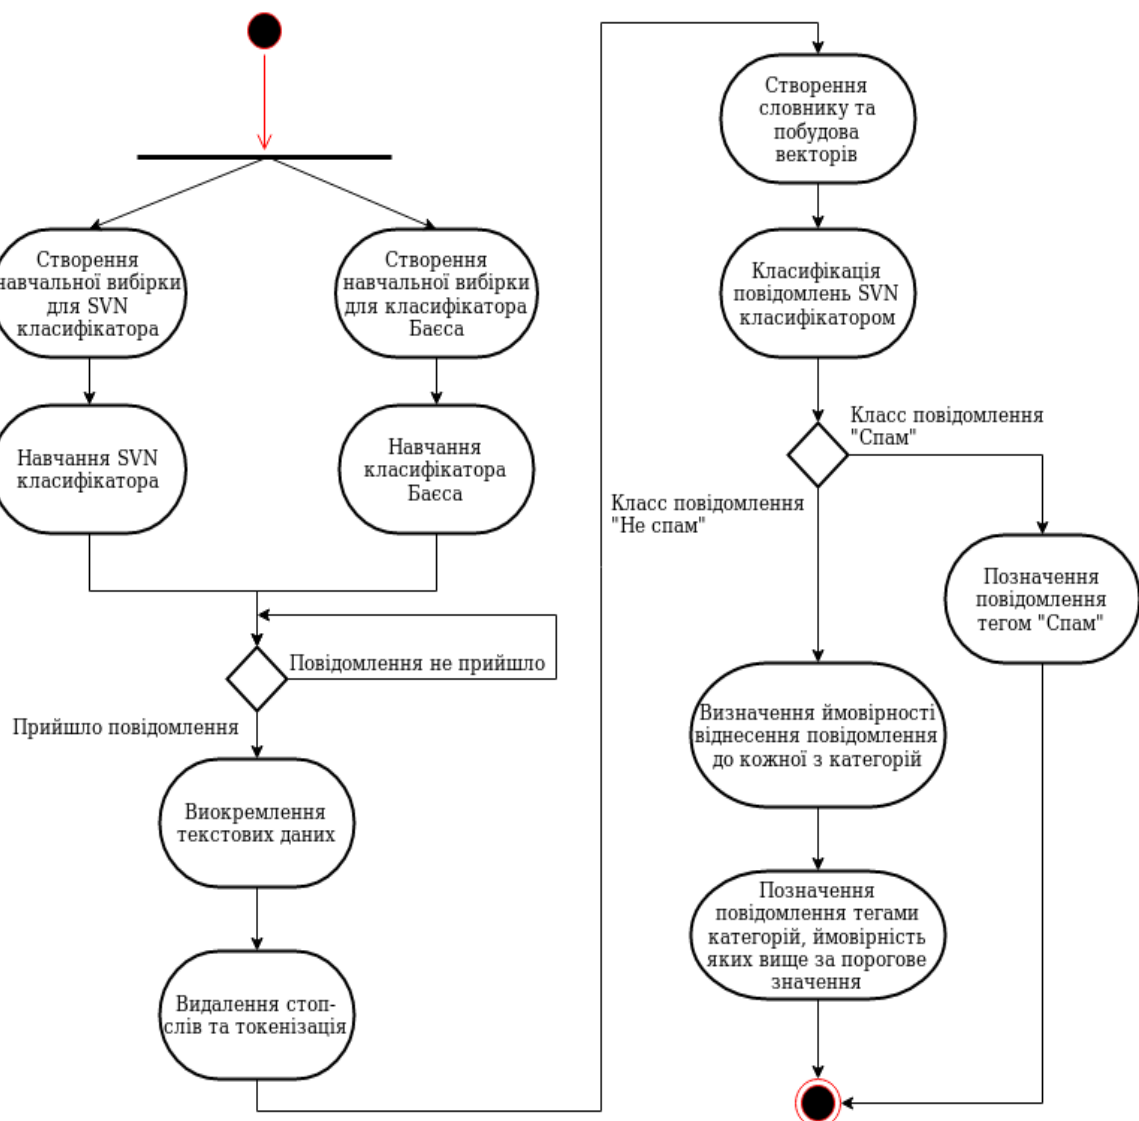 Створення
навчальної вибірки
для SVN
класифікатора
Створення
навчальної вибірки
для класифікатора
Баєса
Навчання SVN
класифікатора
Навчання
класифікатора
Баєса
Повідомлення не прийшло
Прийшло повідомлення
Виокремлення
текстових даних
Видалення стоп-
слів та токенізація
Створення
словнику та
побудова
векторів
Класифікація
повідомлень SVN
класифікатором
Класс повідомлення
"Спам"
Класс повідомлення
"Не спам"
Позначення
повідомлення
тегом "Спам"
Визначення ймовірності
віднесення повідомлення
до кожної з категорій
Позначення
повідомлення тегами
категорій, ймовірність
яких вище за порогове
значення